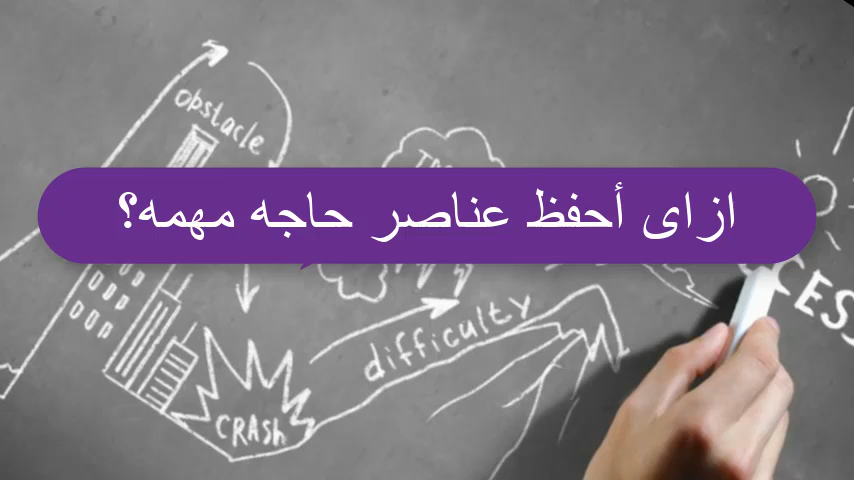 obstacle
ازاى أحفظ عناصر حاجه مهمه؟
difficulty
CRASH